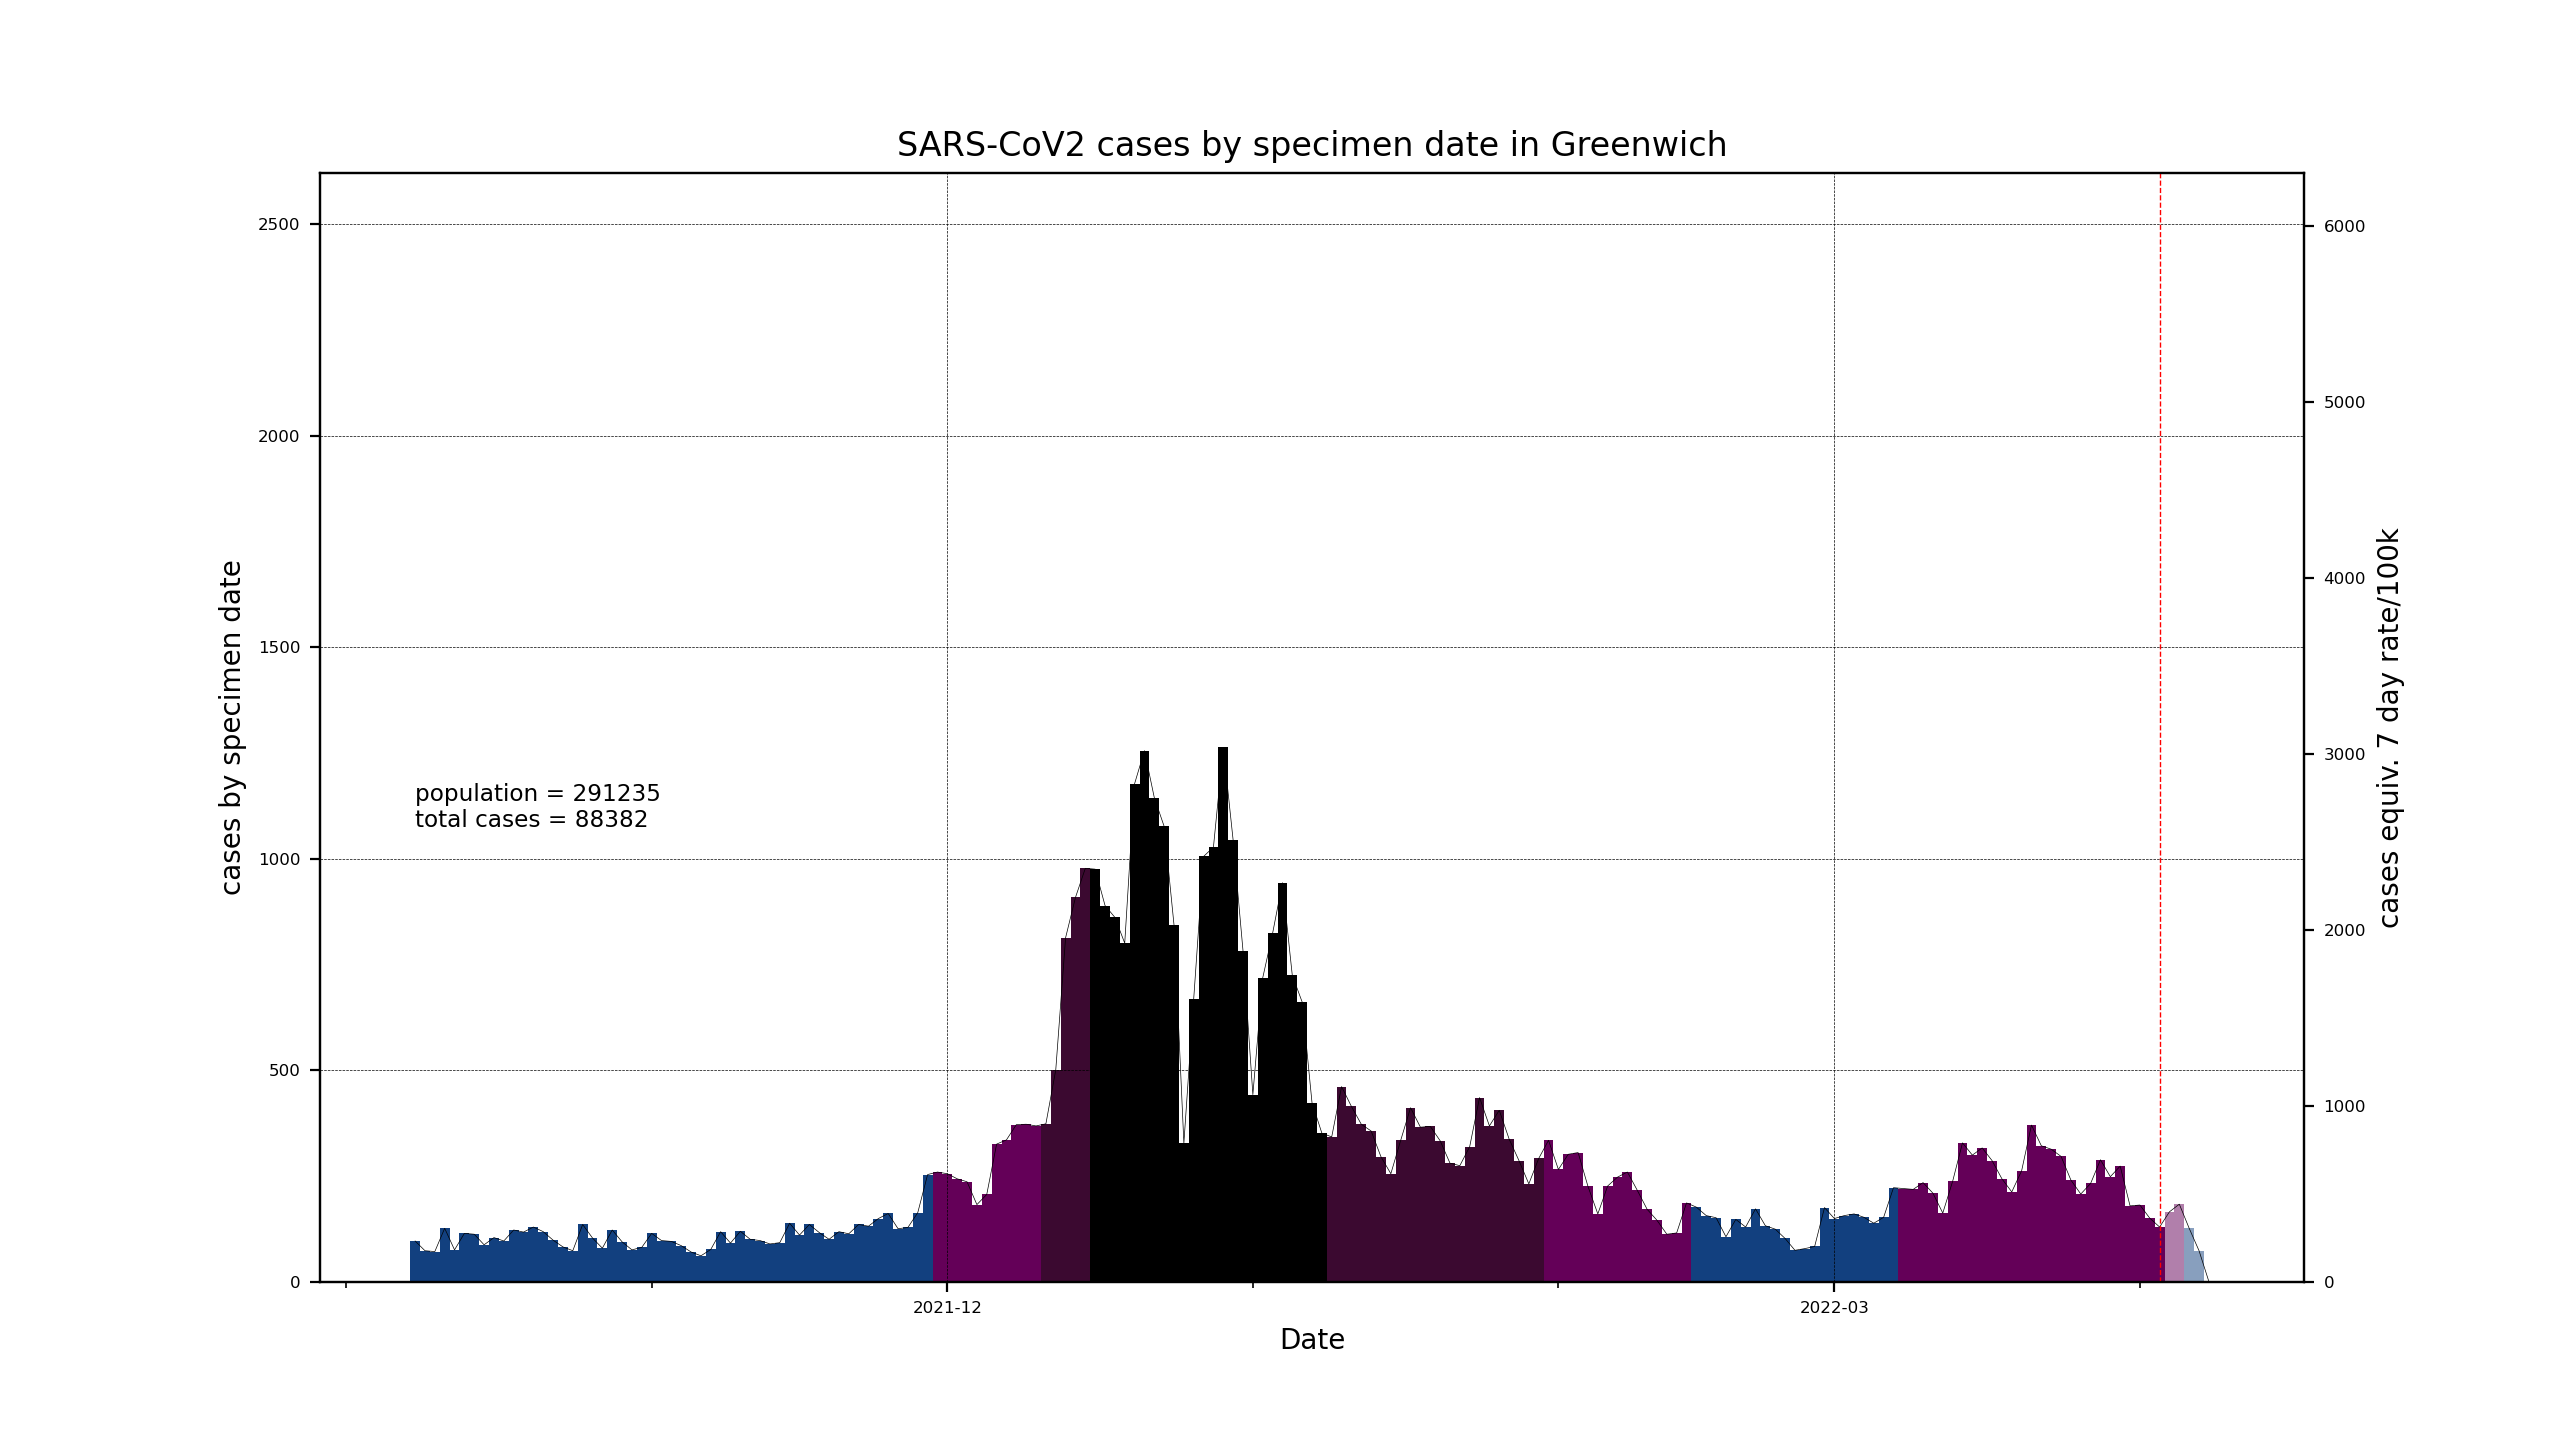 SARS-CoV2 cases by specimen date in Greenwich
cases by specimen date
2500
2000
1500
1000
500
0
population = 291235
total cases = 88382
6000
5000
4000
3000
2000
1000
0
cases equiv. 7 day rate/100k
2021-12
2022-03
Date